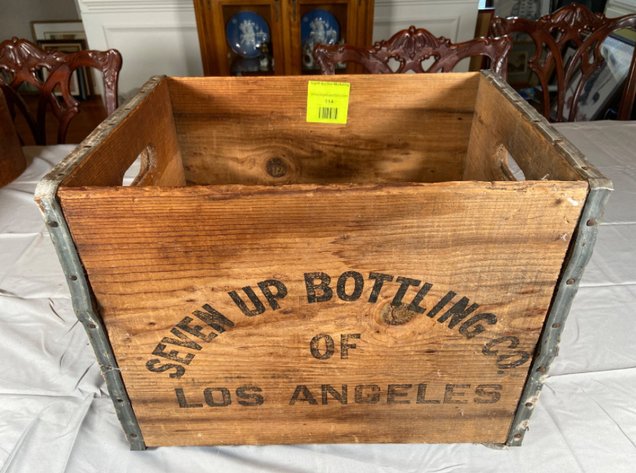 SEVEN UP BOTTLING CO.
OF
LOS ANGELES